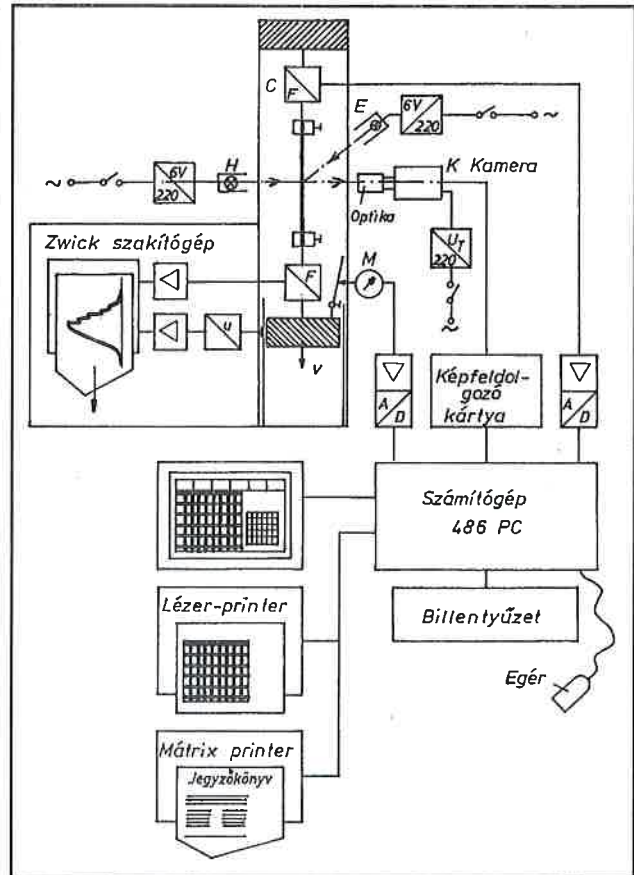 C
F
E
6V
220
~
~
6V
220
H
K Kamera
Optika
Zwick szakítógép
F
M
U_T
220
~
u
v
A
D
Képfeldol-
gozó
kártya
A
D
Számítógép
486 PC
Lézer-printer
Billentyűzet
Egér
Mátrix printer
Jegyzőkönyv